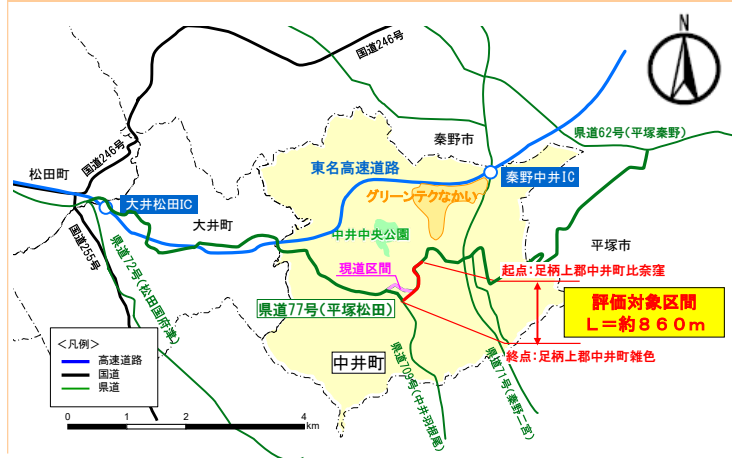 国道246号
N
県道62号(平塚秦野)
秦野市
国道246号
東名高速道路
松田町
秦野中井IC
グリーンテクなかい
大井松田IC
大井町
中井中央公園
平塚市
国道255号
県道72号(松田国府津)
現道区間
起点:足柄上郡中井町比奈窪
県道77号(平塚松田)
評価対象区間
L=約860m
<凡例>
高速道路
国道
県道
中井町
終点:足柄上郡中井町雑色
県道709号(中井羽根尾)
県道71号(秦野二宮)
0 1 2 4
km